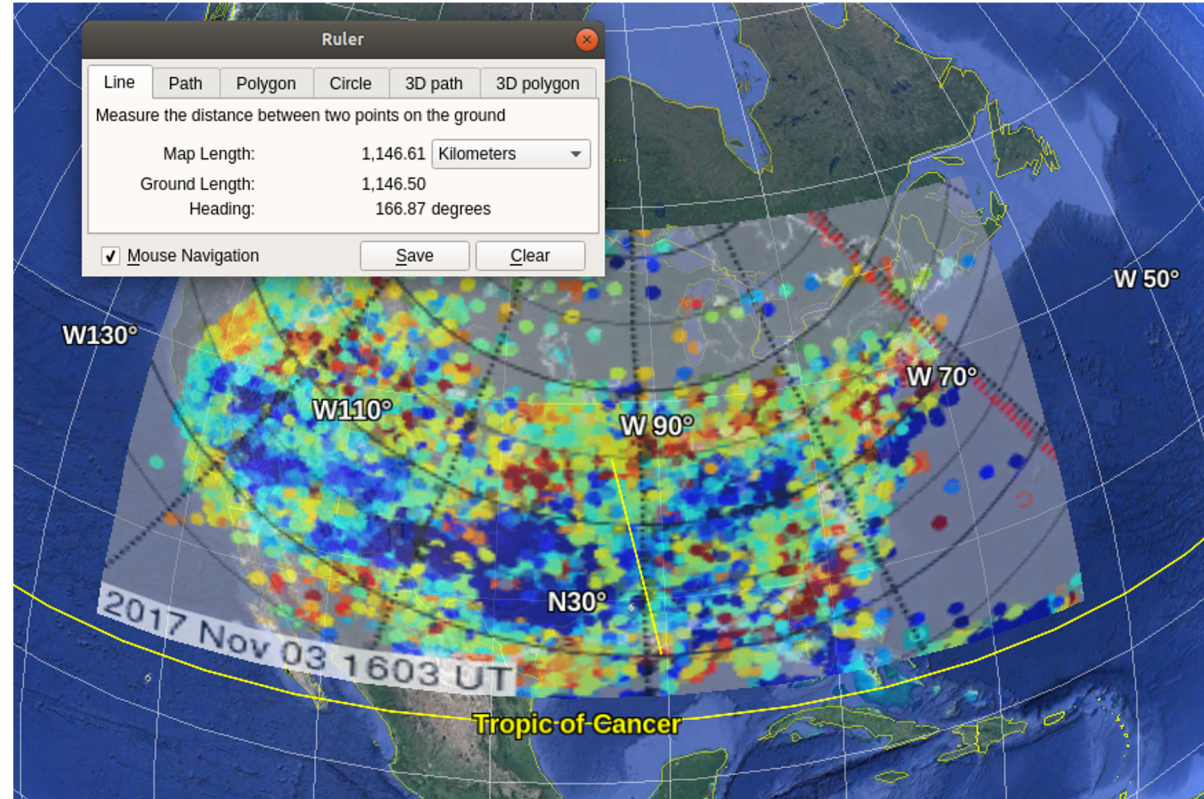 Ruler
Line Path Polygon Circle 3D path 3D polygon
Measure the distance between two points on the ground
Map Length: 1,146.61 Kilometers
Ground Length: 1,146.50
Heading: 166.87 degrees
Mouse Navigation Save Clear
W 50°
W130°
W 70°
W110°
W 90°
N30°
2017 Nov 03 1603 UT
Tropic of Cancer